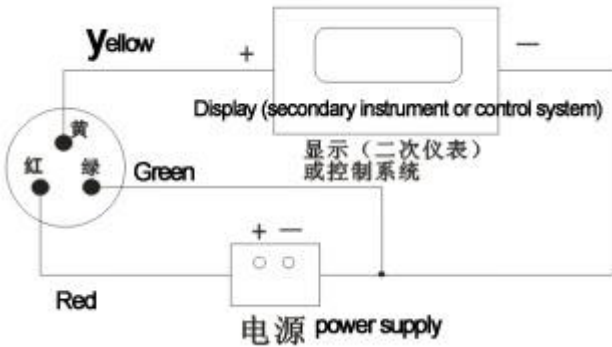 Yellow
+
—
Display (secondary instrument or control system)
显示（二次仪表）
或控制系统
黄
红
绿
Green
+ —
Red
电源 power supply